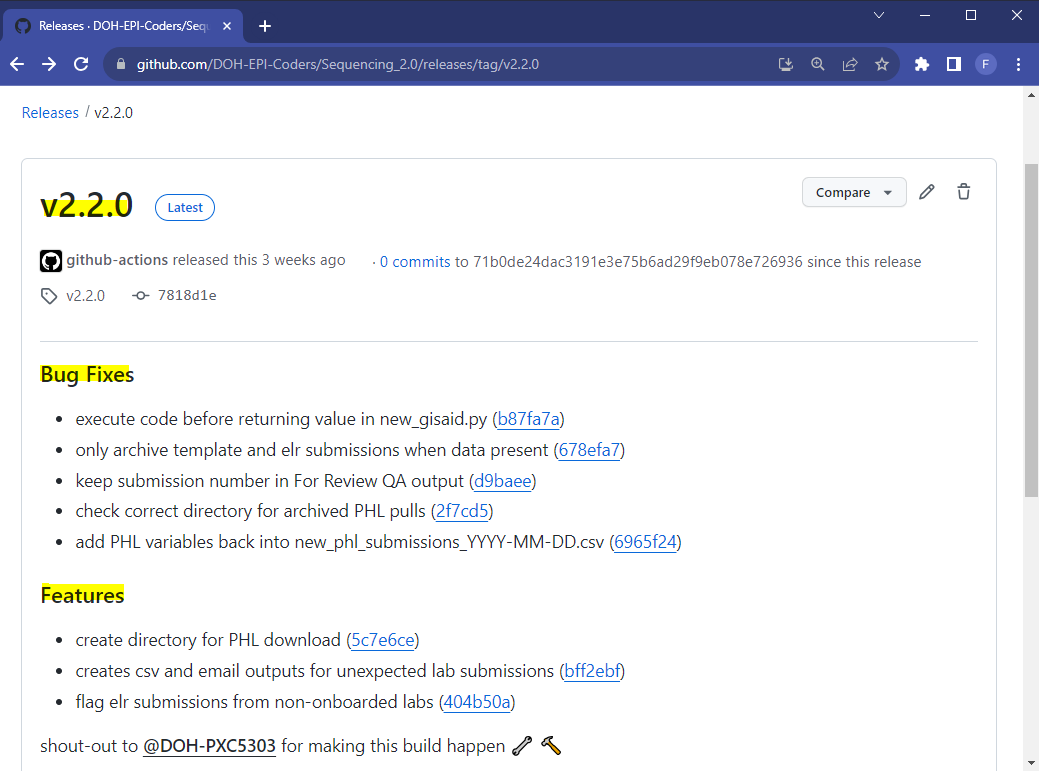 Releases · DOH-EPI-Coders/Sequ
github.com/DOH-EPI-Coders/Sequencing_2.0/releases/tag/v2.2.0
F
Releases / v2.2.0
v2.2.0 Latest
Compare
github-actions released this 3 weeks ago · 0 commits to 71b0de24dac3191e3e75b6ad29f9eb078e726936 since this release
v2.2.0 7818d1e
Bug Fixes
• execute code before returning value in new_gisaid.py (b87fa7a)
• only archive template and elr submissions when data present (678efa7)
• keep submission number in For Review QA output (d9baee)
• check correct directory for archived PHL pulls (2f7cd5)
• add PHL variables back into new_phl_submissions_YYYY-MM-DD.csv (6965f24)
Features
• create directory for PHL download (5c7e6ce)
• creates csv and email outputs for unexpected lab submissions (bff2ebf)
• flag elr submissions from non-onboarded labs (404b50a)
shout-out to @DOH-PXC5303 for making this build happen 🔧 🔨